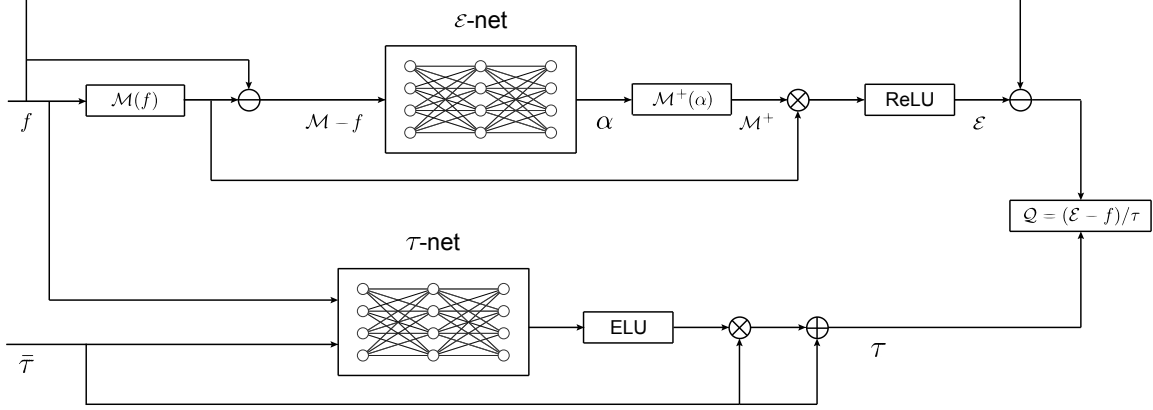 ℰ-net
ℳ(f)
f
ℳ − f
α
ℳ⁺(α)
ℳ⁺
ReLU
ℰ
𝒬 = (ℰ − f)/τ
τ-net
ELU
τ̄
τ